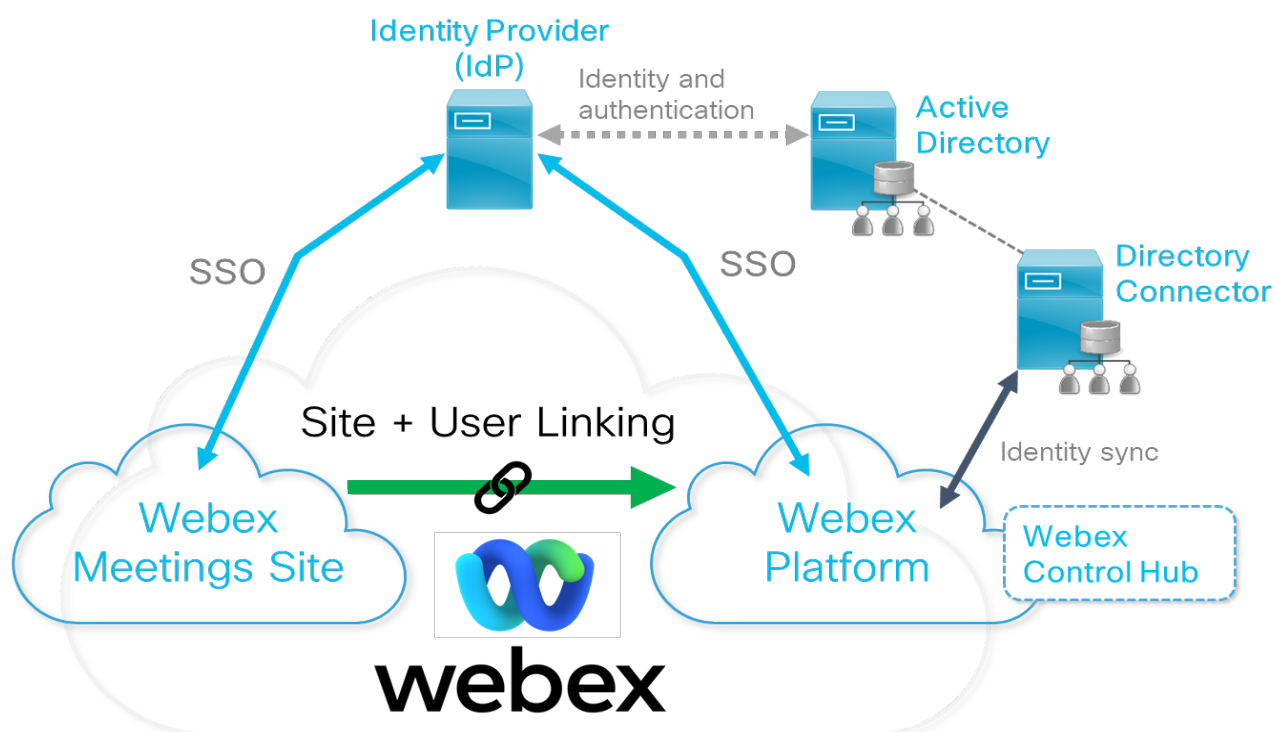 Identity Provider
(IdP)
Identity and
authentication
Active
Directory
SSO
SSO
Directory
Connector
Site + User Linking
Identity sync
Webex
Meetings Site
Webex
Platform
Webex
Control Hub
webex